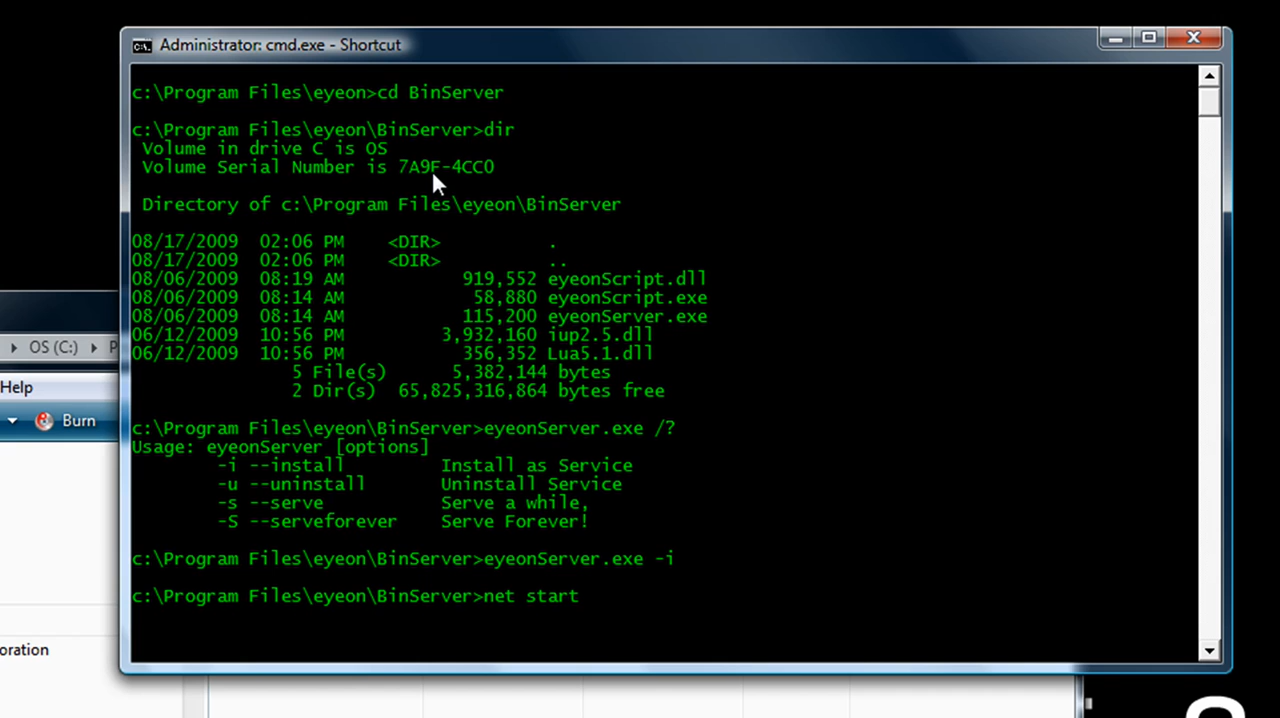 Administrator: cmd.exe - Shortcut
c:\Program Files\eyeon>cd BinServer
c:\Program Files\eyeon\BinServer>dir
Volume in drive C is OS
Volume Serial Number is 7A9F-4CC0
Directory of c:\Program Files\eyeon\BinServer
08/17/2009 02:06 PM <DIR> .
08/17/2009 02:06 PM <DIR> ..
08/06/2009 08:19 AM 919,552 eyeonScript.dll
08/06/2009 08:14 AM 58,880 eyeonScript.exe
08/06/2009 08:14 AM 115,200 eyeonServer.exe
06/12/2009 10:56 PM 3,932,160 iup2.5.dll
06/12/2009 10:56 PM 356,352 Lua5.1.dll
5 File(s) 5,382,144 bytes
2 Dir(s) 65,825,316,864 bytes free
c:\Program Files\eyeon\BinServer>eyeonServer.exe /?
Usage: eyeonServer [options]
-i --install Install as Service
-u --uninstall Uninstall Service
-s --serve Serve a while,
-S --serveforever Serve Forever!
c:\Program Files\eyeon\BinServer>eyeonServer.exe -i
c:\Program Files\eyeon\BinServer>net start
OS (C:) P
Help
Burn
oration